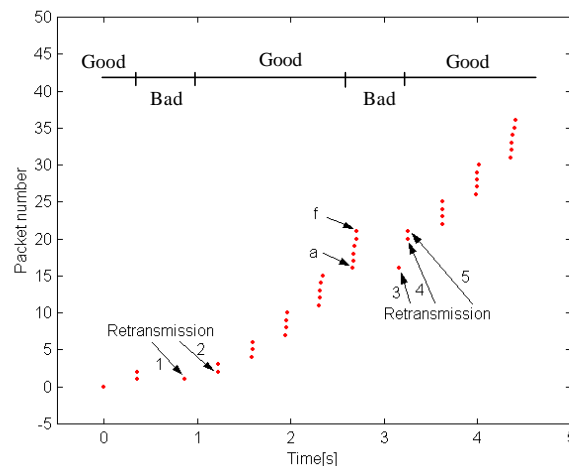 50
45
40
35
30
25
20
15
10
5
0
-5
Packet number
Good
Good
Good
Bad
Bad
f
a
5
4
3
Retransmission
Retransmission
2
1
0
1
2
3
4
5
Time[s]